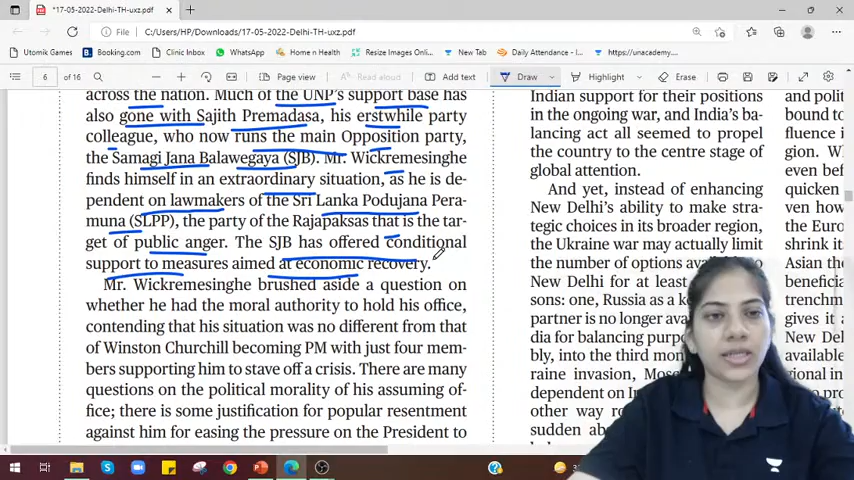 *17-05-2022-Delhi-TH-uxz.pdf
File
C:/Users/HP/Downloads/17-05-2022-Delhi-TH-uxz.pdf
Utomik Games
Booking.com
Clinic Inbox
WhatsApp
Home n Health
Resize Images Onl...
New Tab
Daily Attendance - I...
https://unacademy...
6 of 16
Page view
Read aloud
Add text
Draw
Highlight
Erase
across the nation. Much of the UNP's support base has
also gone with Sajith Premadasa, his erstwhile party
colleague, who now runs the main Opposition party,
the Samagi Jana Balawegaya (SJB). Mr. Wickremesinghe
finds himself in an extraordinary situation, as he is de-
pendent on lawmakers of the Sri Lanka Podujana Pera-
muna (SLPP), the party of the Rajapaksas that is the tar-
get of public anger. The SJB has offered conditional
support to measures aimed at economic recovery.
Mr. Wickremesinghe brushed aside a question on
whether he had the moral authority to hold his office,
contending that his situation was no different from that
of Winston Churchill becoming PM with just four mem-
bers supporting him to stave off a crisis. There are many
questions on the political morality of his assuming of-
fice; there is some justification for popular resentment
against him for easing the pressure on the President to
Indian support for their positions
in the ongoing war, and India's ba-
lancing act all seemed to propel
the country to the centre stage of
global attention.
And yet, instead of enhancing
New Delhi's ability to make stra-
tegic choices in its broader region,
the Ukraine war may actually limit
the number of options
New Delhi for at least
sons: one, Russia as a
partner is no longer
dia for balancing
bly, into the third
raine invasion,
dependent on
other way
sudden
and polit
bound to
fluence i
gion. W
even bef
quicken
ven how
the Euro
shrink it
Asian the
beneficia
trenchm
gives it a
New Del
available
gional in